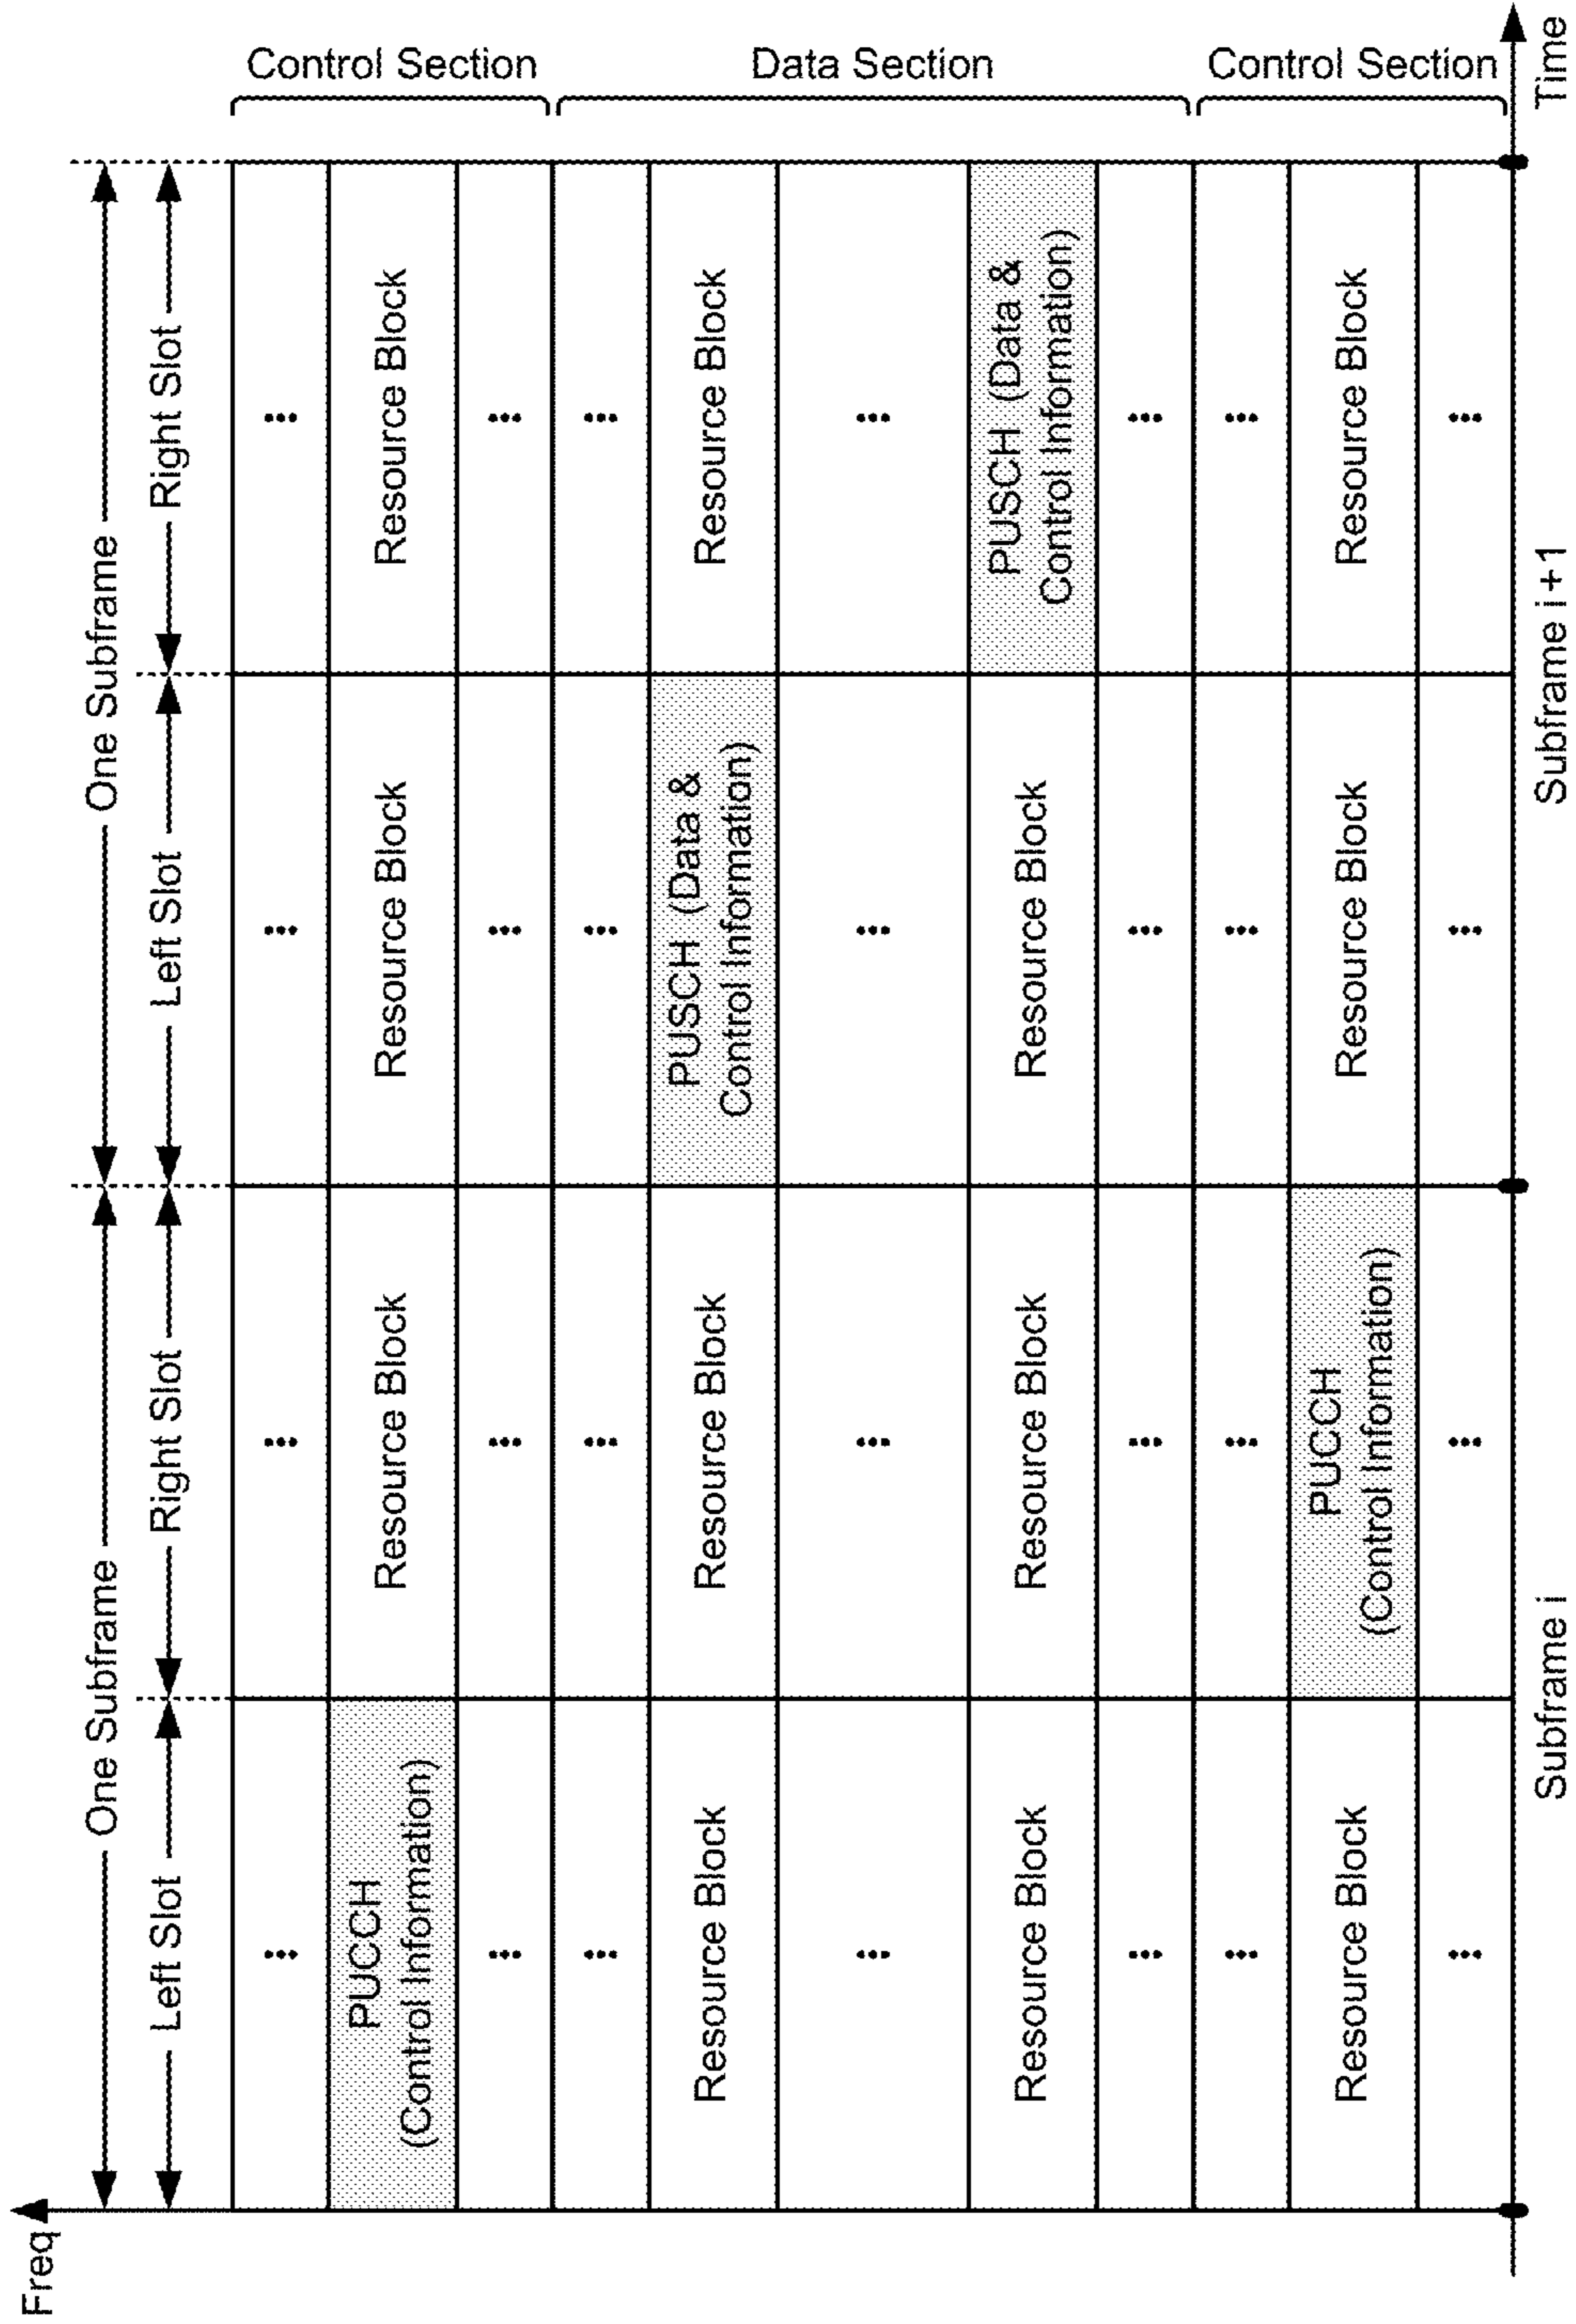 Freq
One Subframe
One Subframe
Left Slot
Right Slot
Left Slot
Right Slot
Control Section
... ... ... ...
PUCCH
(Control Information)
Resource Block
Resource Block
Resource Block
... ... ... ...
Data Section
... ... ... ...
Resource Block
Resource Block
PUSCH (Data &
Control Information)
Resource Block
... ... ... ...
Resource Block
Resource Block
Resource Block
PUSCH (Data &
Control Information)
... ... ... ...
Control Section
... ... ... ...
Resource Block
PUCCH
(Control Information)
Resource Block
Resource Block
... ... ... ...
Subframe i
Subframe i+1
Time